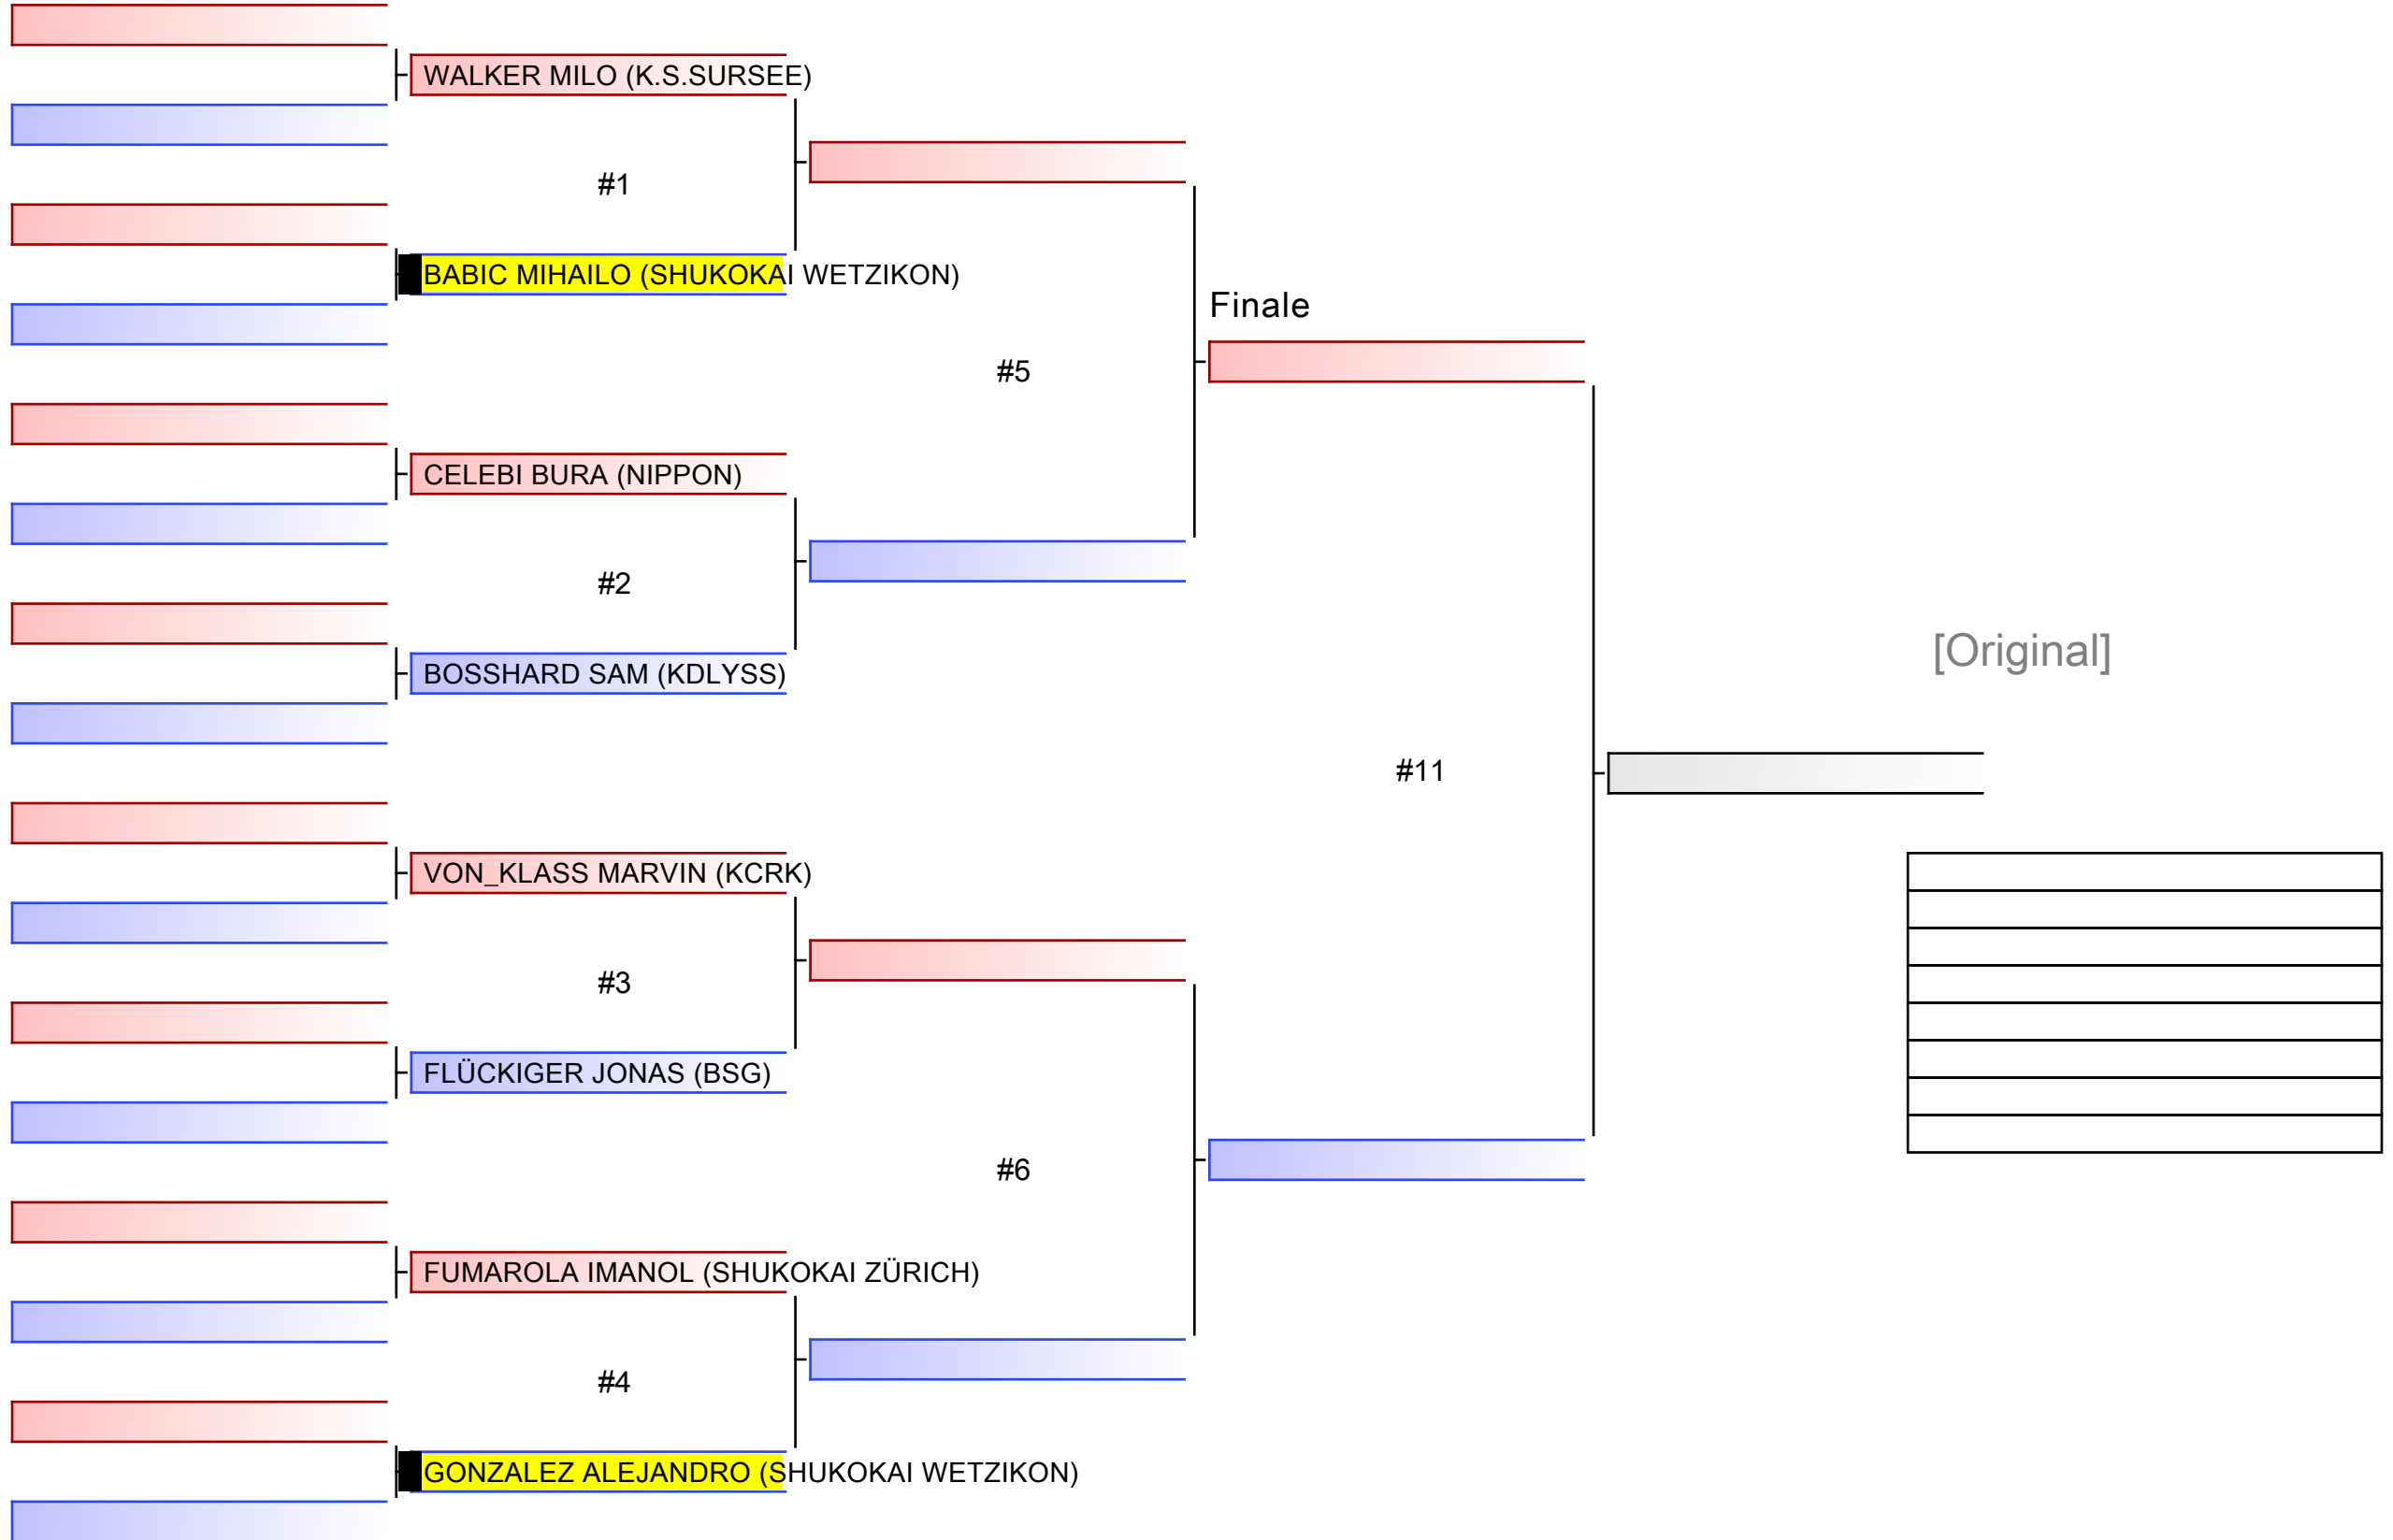 WALKER MILO (K.S.SURSEE)
#1
BABIC MIHAILO (SHUKOKAI WETZIKON)
Finale
#5
CELEBI BURA (NIPPON)
#2
BOSSHARD SAM (KDLYSS)
[Original]
#11
VON_KLASS MARVIN (KCRK)
#3
FLÜCKIGER JONAS (BSG)
#6
FUMAROLA IMANOL (SHUKOKAI ZÜRICH)
#4
GONZALEZ ALEJANDRO (SHUKOKAI WETZIKON)